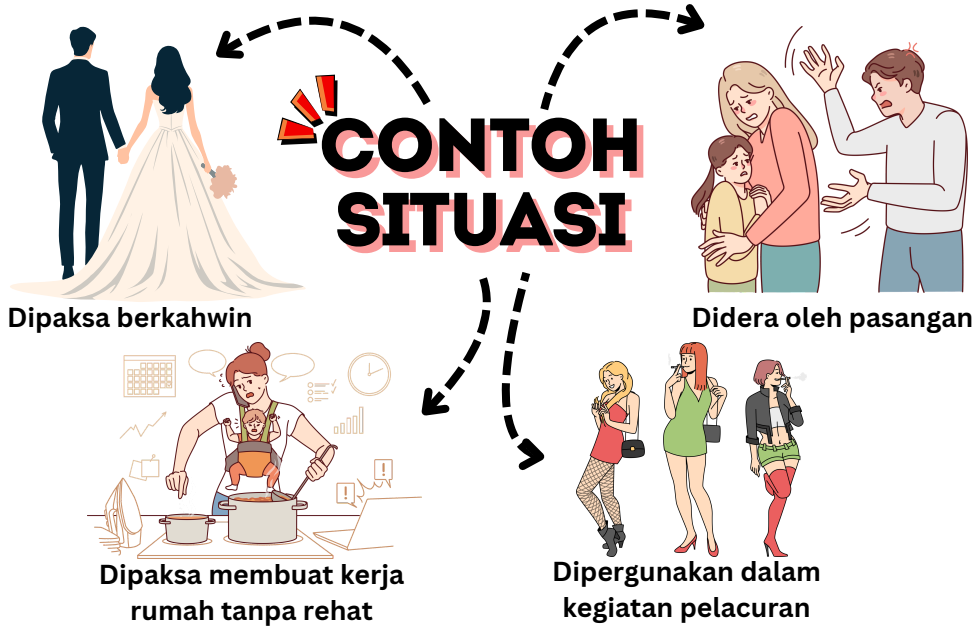 CONTOH
SITUASI
Dipaksa berkahwin
Didera oleh pasangan
Dipaksa membuat kerja
rumah tanpa rehat
Dipergunakan dalam
kegiatan pelacuran